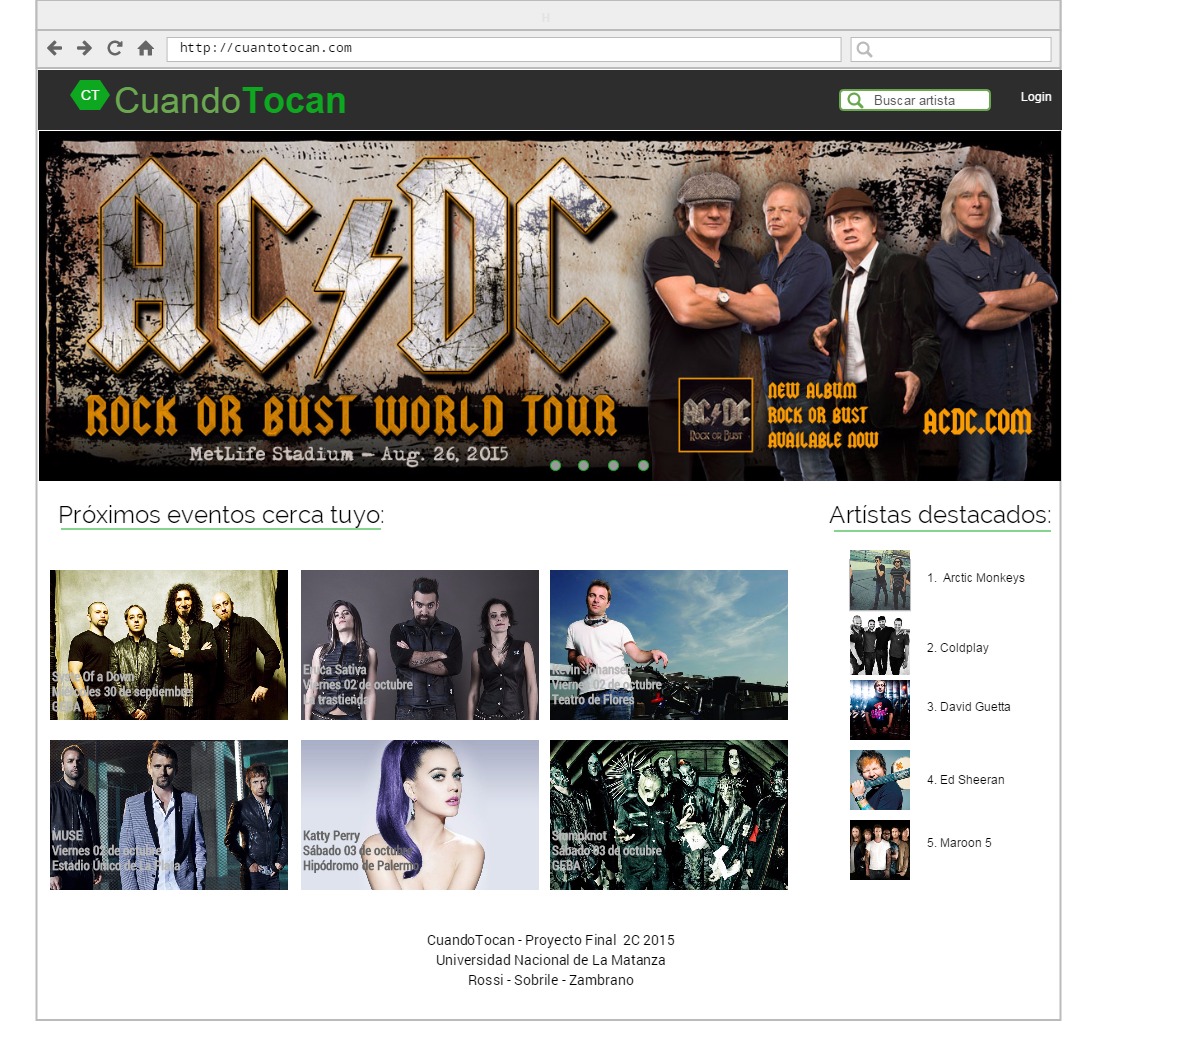 http://cuantotocan.com
CT
CuandoTocan
Buscar artista
Login
AC DC
ROCK OR BUST WORLD TOUR
MetLife Stadium – Aug. 26, 2015
AC/DC
ROCK OR BUST
NEW ALBUM
ROCK OR BUST
AVAILABLE NOW
ACDC.COM
Próximos eventos cerca tuyo:
Of a Down
Miércoles 30 de septiembre
GEBA
Erica Sativa
Viernes 02 de octubre
La trastienda
Kevin Johansen
Viernes 02 de octubre
Teatro de Flores
MUSE
Viernes 02 de octubre
Estadio Único de La Plata
Katty Perry
Sábado 03 de octubre
Hipódromo de Palermo
Sábado 03 de octubre
GEBA
Artístas destacados:
1. Arctic Monkeys
2. Coldplay
3. David Guetta
4. Ed Sheeran
5. Maroon 5
CuandoTocan - Proyecto Final 2C 2015
Universidad Nacional de La Matanza
Rossi - Sobrile - Zambrano